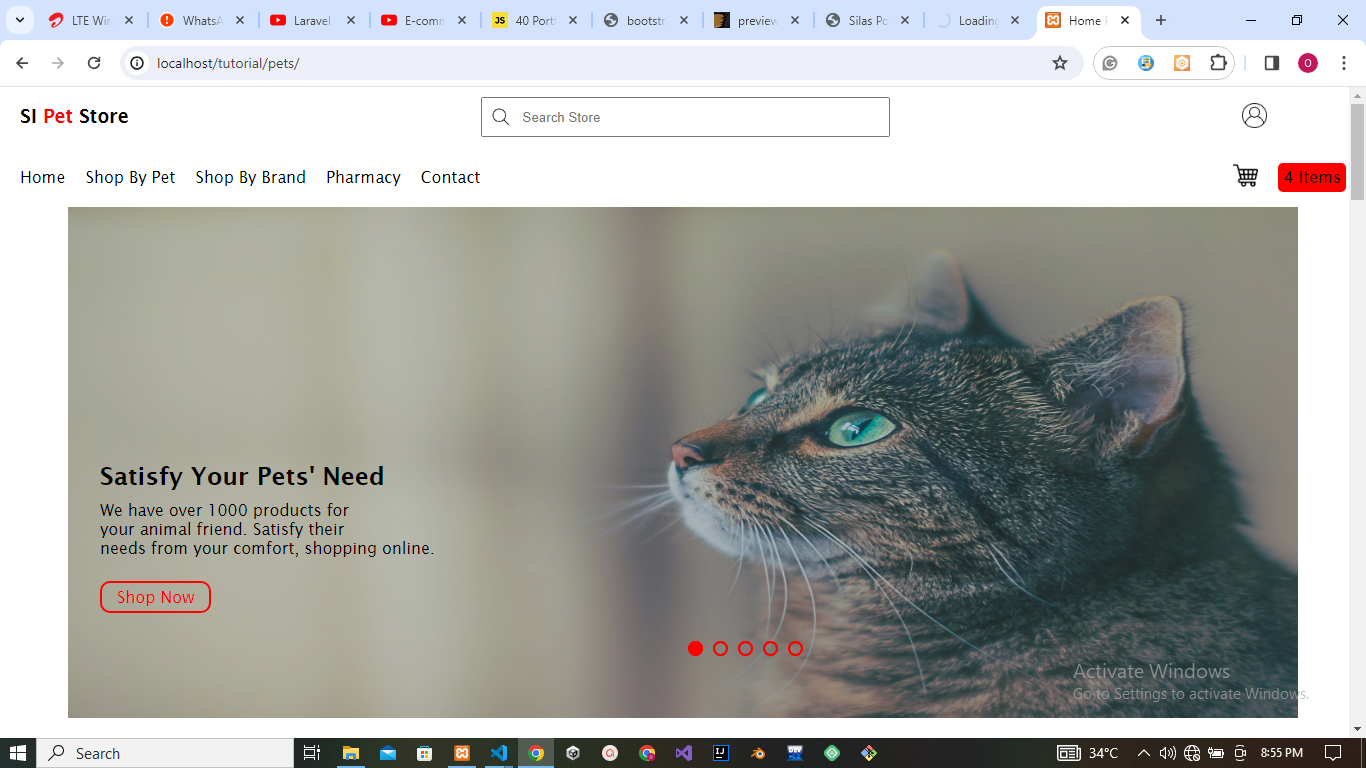 LTE Wir
WhatsA
Laravel
E-comm
JS
40 Portf
bootstra
preview
Silas Po
Loading
Home P
localhost/tutorial/pets/
O
SI Pet Store
Search Store
Home
Shop By Pet
Shop By Brand
Pharmacy
Contact
4 Items
Satisfy Your Pets' Need
We have over 1000 products for
your animal friend. Satisfy their
needs from your comfort, shopping online.
Shop Now
Activate Windows
Go to Settings to activate Windows.
Search
34°C
8:55 PM